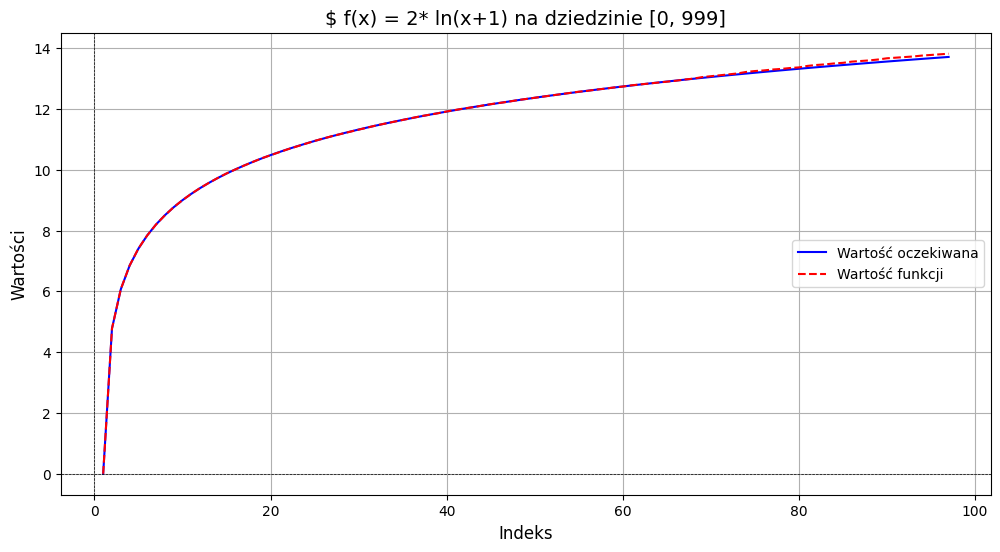 $ f(x) = 2* ln(x+1) na dziedzinie [0, 999]
14
12
10
8
6
4
2
0
Wartości
Wartość oczekiwana
Wartość funkcji
0 20 40 60 80 100
Indeks